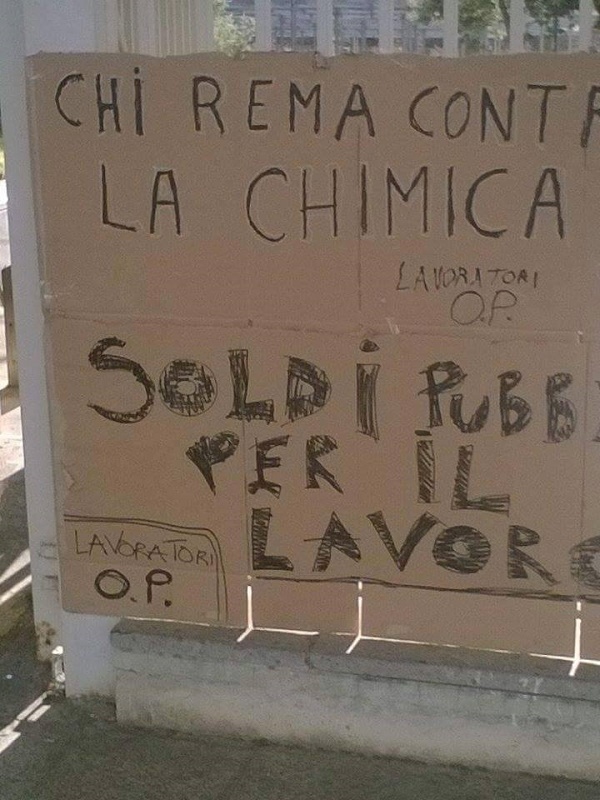 CHI REMA CONTR
LA CHIMICA
LAVORATORI
O.P.
SOLDI PUBB
PER IL
LAVORO
LAVORATORI
O.P.